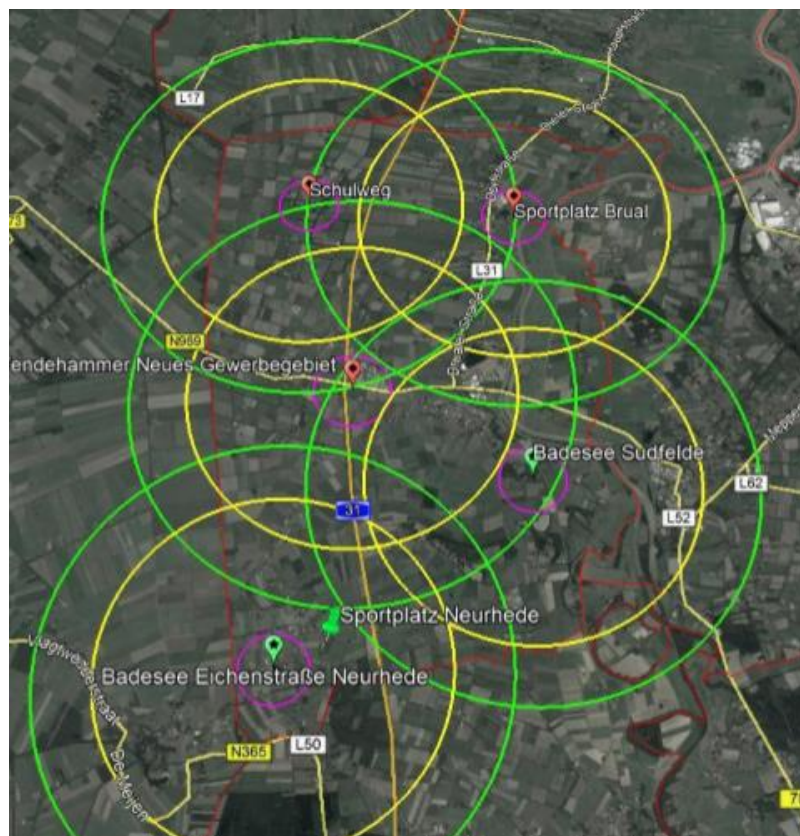 L17
Schulweg
Sportplatz Brual
73
L31
N969
endehammer Neues Gewerbegebiet
Badesee Südfelde
L62
31
L52
Sportplatz Neurhede
Badesee Eichenstraße Neurhede
L50
N365
7